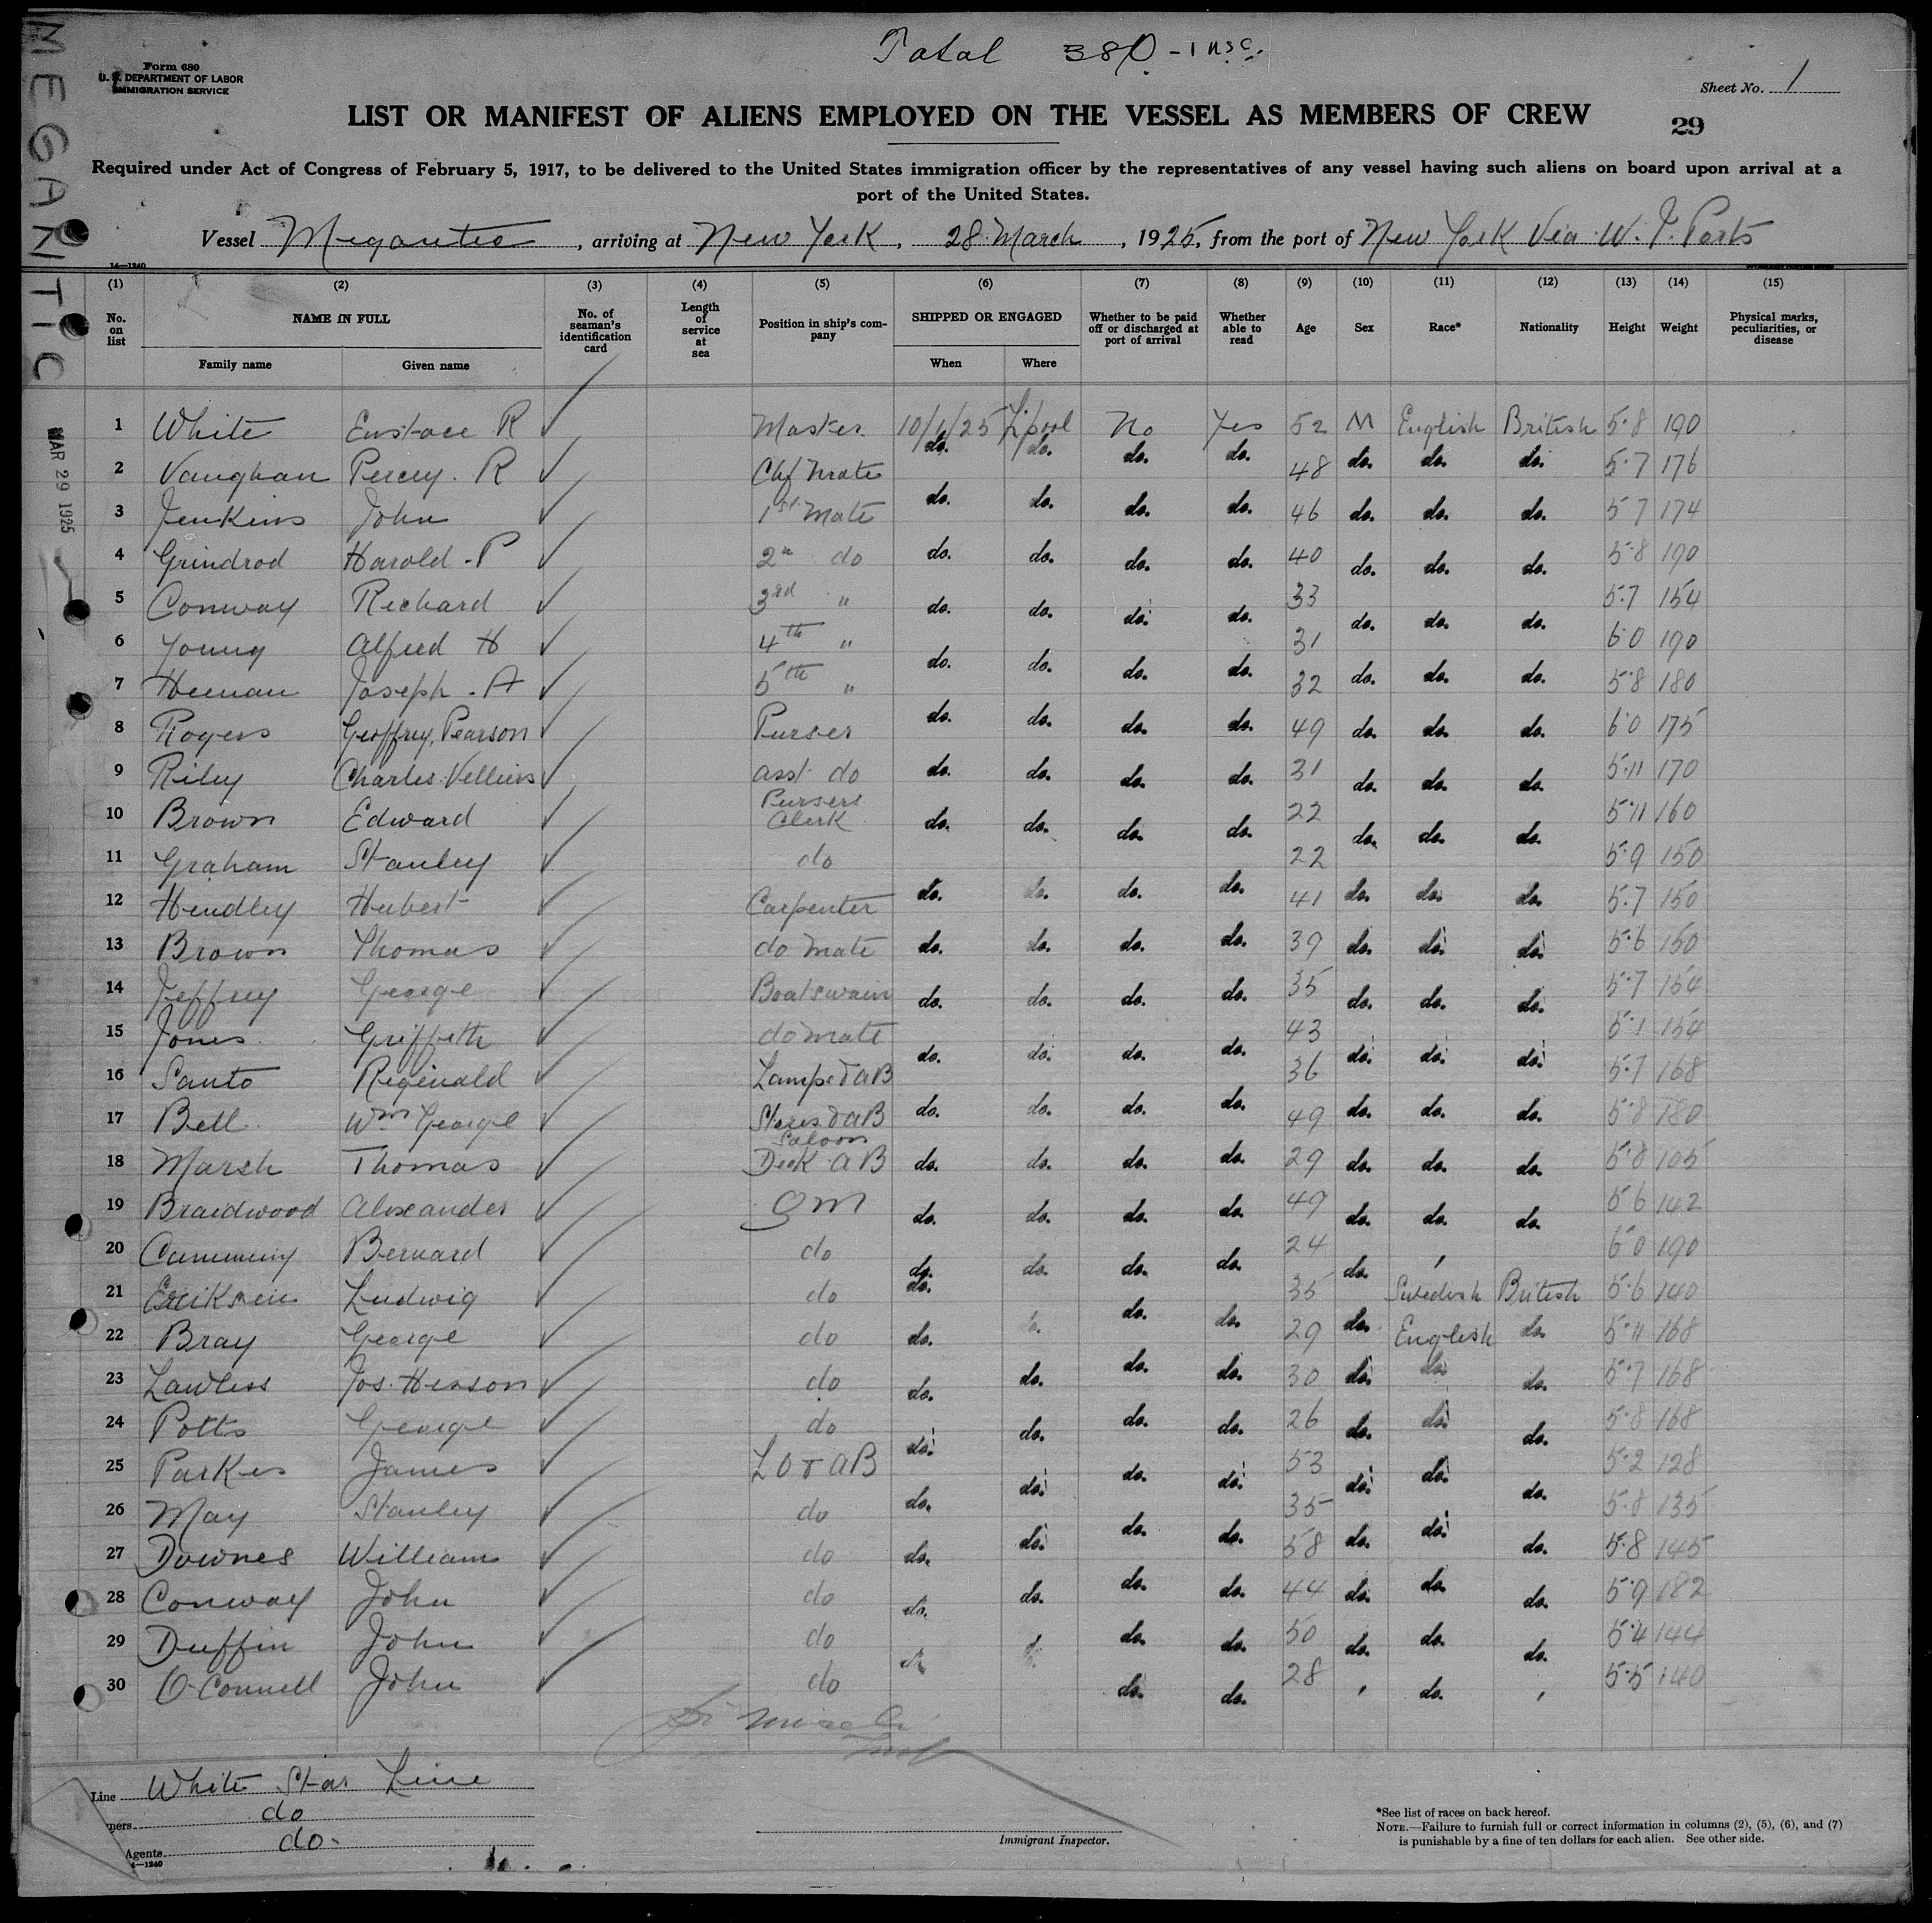 Total 380 - 1 usc.
Form 680
U. S. DEPARTMENT OF LABOR
IMMIGRATION SERVICE
Sheet No. 1
LIST OR MANIFEST OF ALIENS EMPLOYED ON THE VESSEL AS MEMBERS OF CREW
29
Required under Act of Congress of February 5, 1917, to be delivered to the United States immigration officer by the representatives of any vessel having such aliens on board upon arrival at a
port of the United States.
Vessel Megantic, arriving at New York, 28 March, 1925, from the port of New York Via W. I. Ports
14—1240
MEGANTIC
MAR 29 1925
(1) (2) (3) (4) (5) (6) (7) (8) (9) (10) (11) (12) (13) (14) (15)
No. on list NAME IN FULL No. of seaman's identification card Length of service at sea Position in ship's company SHIPPED OR ENGAGED Whether to be paid off or discharged at port of arrival Whether able to read Age Sex Race* Nationality Height Weight Physical marks, peculiarities, or disease
Family name Given name When Where
1 White Eustace R Master 10/1/25 L'pool No Yes 52 M English British 5.8 190
2 Vaughan Percy. R Chf Mate do. do. do. do. 48 do. do. do. 5.7 176
3 Jenkins John 1st Mate do. do. do. do. 46 do. do. do. 5 7 174
4 Grindrod Harold. P 2n do do. do. do. do. 40 do. do. do. 5.8 190
5 Conway Richard 3rd " do. do. do. do. 33 do. do. do. 5.7 154
6 Young Alfred H 4th " do. do. do. do. 31 do. do. do. 6.0 190
7 Heenan Joseph. A 5th " do. do. do. do. 32 do. do. do. 5.8 180
8 Rogers Geoffrey Pearson Purser do. do. do. do. 49 do. do. do. 6.0 175
9 Riley Charles Asst do do. do. do. do. 31 do. do. do. 5.11 170
10 Brown Edward Pursers Clerk do. do. do. do. 22 do. do. do. 5.11 160
11 Graham Stanley do 22 5.9 150
12 Hendley Hubert Carpenter do. do. do. do. 41 do. do. do. 5.7 150
13 Brown Thomas do Mate do. do. do. do. 39 do. do. do. 5.6 150
14 Jeffrey George Boatswain do. do. do. do. 35 do. do. do. 5.7 154
15 Jones Griffith do Mate do. do. do. do. 43 do. do. do. 5.1 154
16 Santo Reginald Lamps & AB 36 5.7 168
17 Bell Wm George Stores & AB do. do. do. do. 49 do. do. do. 5.8 180
18 Marsh Thomas Saloon Deck AB do. do. do. do. 29 do. do. do. 5.8 105
19 Braidwood Alexander QM do. do. do. do. 49 do. do. do. 5 6 142
20 Cumming Bernard do do. do. do. do. 24 do. 6 0 190
21 Eriksen Ludwig do do. 35 Swedish British 5.6 140
22 Bray George do do. do. do. do. 29 do. English do. 5.11 168
23 Lawless Jos. Henson do do. do. do. do. 30 do. do. do. 5.7 168
24 Potts George do do. do. do. do. 26 do. do. do. 5.8 168
25 Parkes James LO & AB do. do. do. do. 53 do. do. do. 5.2 128
26 May Stanley do do. do. do. do. 35 do. do. do. 5.8 135
27 Downes William do do. do. do. do. 58 do. do. do. 5.8 145
28 Conway John do do. do. do. do. 44 do. do. do. 5.9 182
29 Duffin John do do. do. do. do. 50 do. do. do. 5.4 144
30 O'Connell John do do. do. 28 do. 5.5 140
Line White Star Line
Owners do
Agents do
14—1240
Immigrant Inspector.
*See list of races on back hereof.
NOTE.—Failure to furnish full or correct information in columns (2), (5), (6), and (7)
is punishable by a fine of ten dollars for each alien. See other side.